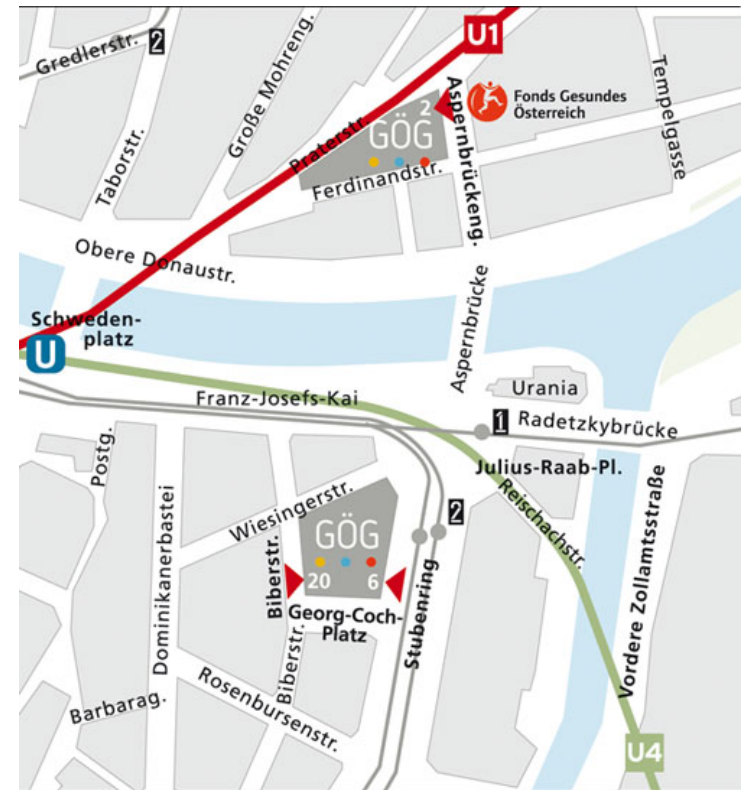 U1
2
Gredlerstr.
Große Mohreng.
Taborstr.
Praterstr.
2
GÖG
Aspernbrückeng.
Fonds Gesundes
Österreich
Tempelgasse
Ferdinandstr.
Obere Donaustr.
Aspernbrücke
Schweden-
platz
U
Franz-Josefs-Kai
Urania
1
Radetzkybrücke
Postg.
Julius-Raab-Pl.
Wiesingerstr.
2
Reischachstr.
GÖG
20
6
Dominikanerbastei
Biberstr.
Georg-Coch-
Platz
Stubenring
Vordere Zollamtsstraße
Biberstr.
Rosenbursenstr.
Barbarag.
U4